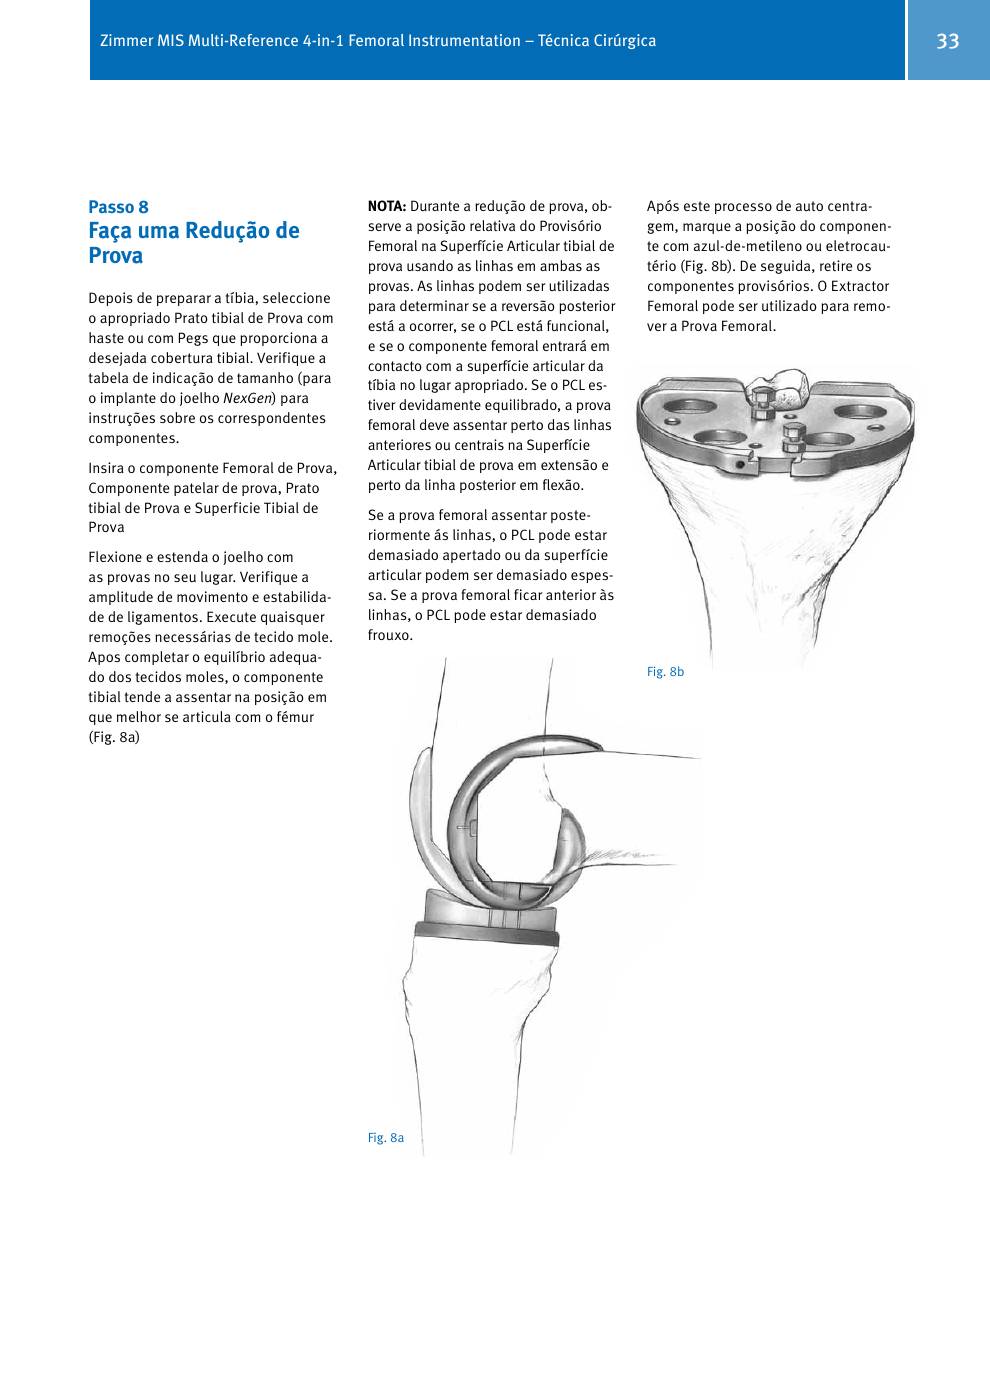 Zimmer MIS Multi-Reference 4-in-1 Femoral Instrumentation – Técnica Cirúrgica
33
Passo 8
Faça uma Redução de
Prova
Depois de preparar a tíbia, seleccione
o apropriado Prato tibial de Prova com
haste ou com Pegs que proporciona a
desejada cobertura tibial. Verifique a
tabela de indicação de tamanho (para
o implante do joelho NexGen) para
instruções sobre os correspondentes
componentes.
Insira o componente Femoral de Prova,
Componente patelar de prova, Prato
tibial de Prova e Superficie Tibial de
Prova
Flexione e estenda o joelho com
as provas no seu lugar. Verifique a
amplitude de movimento e estabilida-
de de ligamentos. Execute quaisquer
remoções necessárias de tecido mole.
Apos completar o equilíbrio adequa-
do dos tecidos moles, o componente
tibial tende a assentar na posição em
que melhor se articula com o fémur
(Fig. 8a)
NOTA: Durante a redução de prova, ob-
serve a posição relativa do Provisório
Femoral na Superfície Articular tibial de
prova usando as linhas em ambas as
provas. As linhas podem ser utilizadas
para determinar se a reversão posterior
está a ocorrer, se o PCL está funcional,
e se o componente femoral entrará em
contacto com a superfície articular da
tíbia no lugar apropriado. Se o PCL es-
tiver devidamente equilibrado, a prova
femoral deve assentar perto das linhas
anteriores ou centrais na Superfície
Articular tibial de prova em extensão e
perto da linha posterior em flexão.
Se a prova femoral assentar poste-
riormente ás linhas, o PCL pode estar
demasiado apertado ou da superfície
articular podem ser demasiado espes-
sa. Se a prova femoral ficar anterior às
linhas, o PCL pode estar demasiado
frouxo.
Fig. 8a
Após este processo de auto centra-
gem, marque a posição do componen-
te com azul-de-metileno ou eletrocau-
tério (Fig. 8b). De seguida, retire os
componentes provisórios. O Extractor
Femoral pode ser utilizado para remo-
ver a Prova Femoral.
Fig. 8b